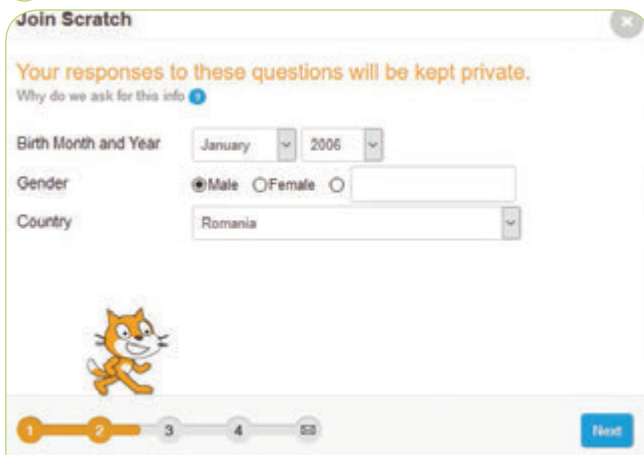 Join Scratch
Your responses to these questions will be kept private.
Why do we ask for this info ?
Birth Month and Year January 2006
Gender Male Female
Country Romania
1 2 3 4
Next